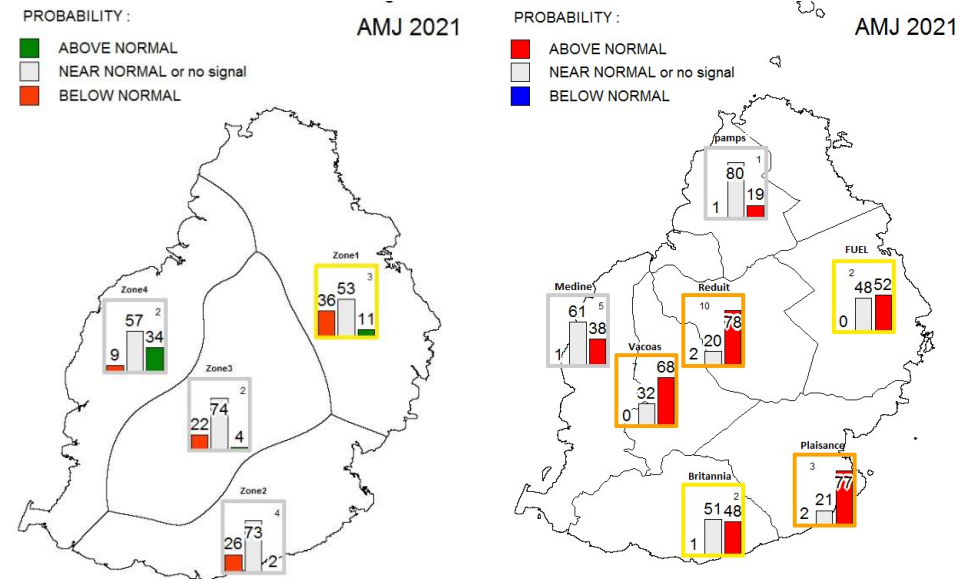 PROBABILITY :
AMJ 2021
ABOVE NORMAL
NEAR NORMAL or no signal
BELOW NORMAL
Zone1
3
36 53 11
Zone4
2
9 57 34
Zone3
2
22 74 4
Zone2
4
26 73 2
PROBABILITY :
AMJ 2021
ABOVE NORMAL
NEAR NORMAL or no signal
BELOW NORMAL
pamps
1
1 80 19
FUEL
2
0 48 52
Medine
5
1 61 38
Reduit
10
2 20 78
Vacoas
0 32 68
Plaisance
3
2 21 77
Britannia
2
1 51 48